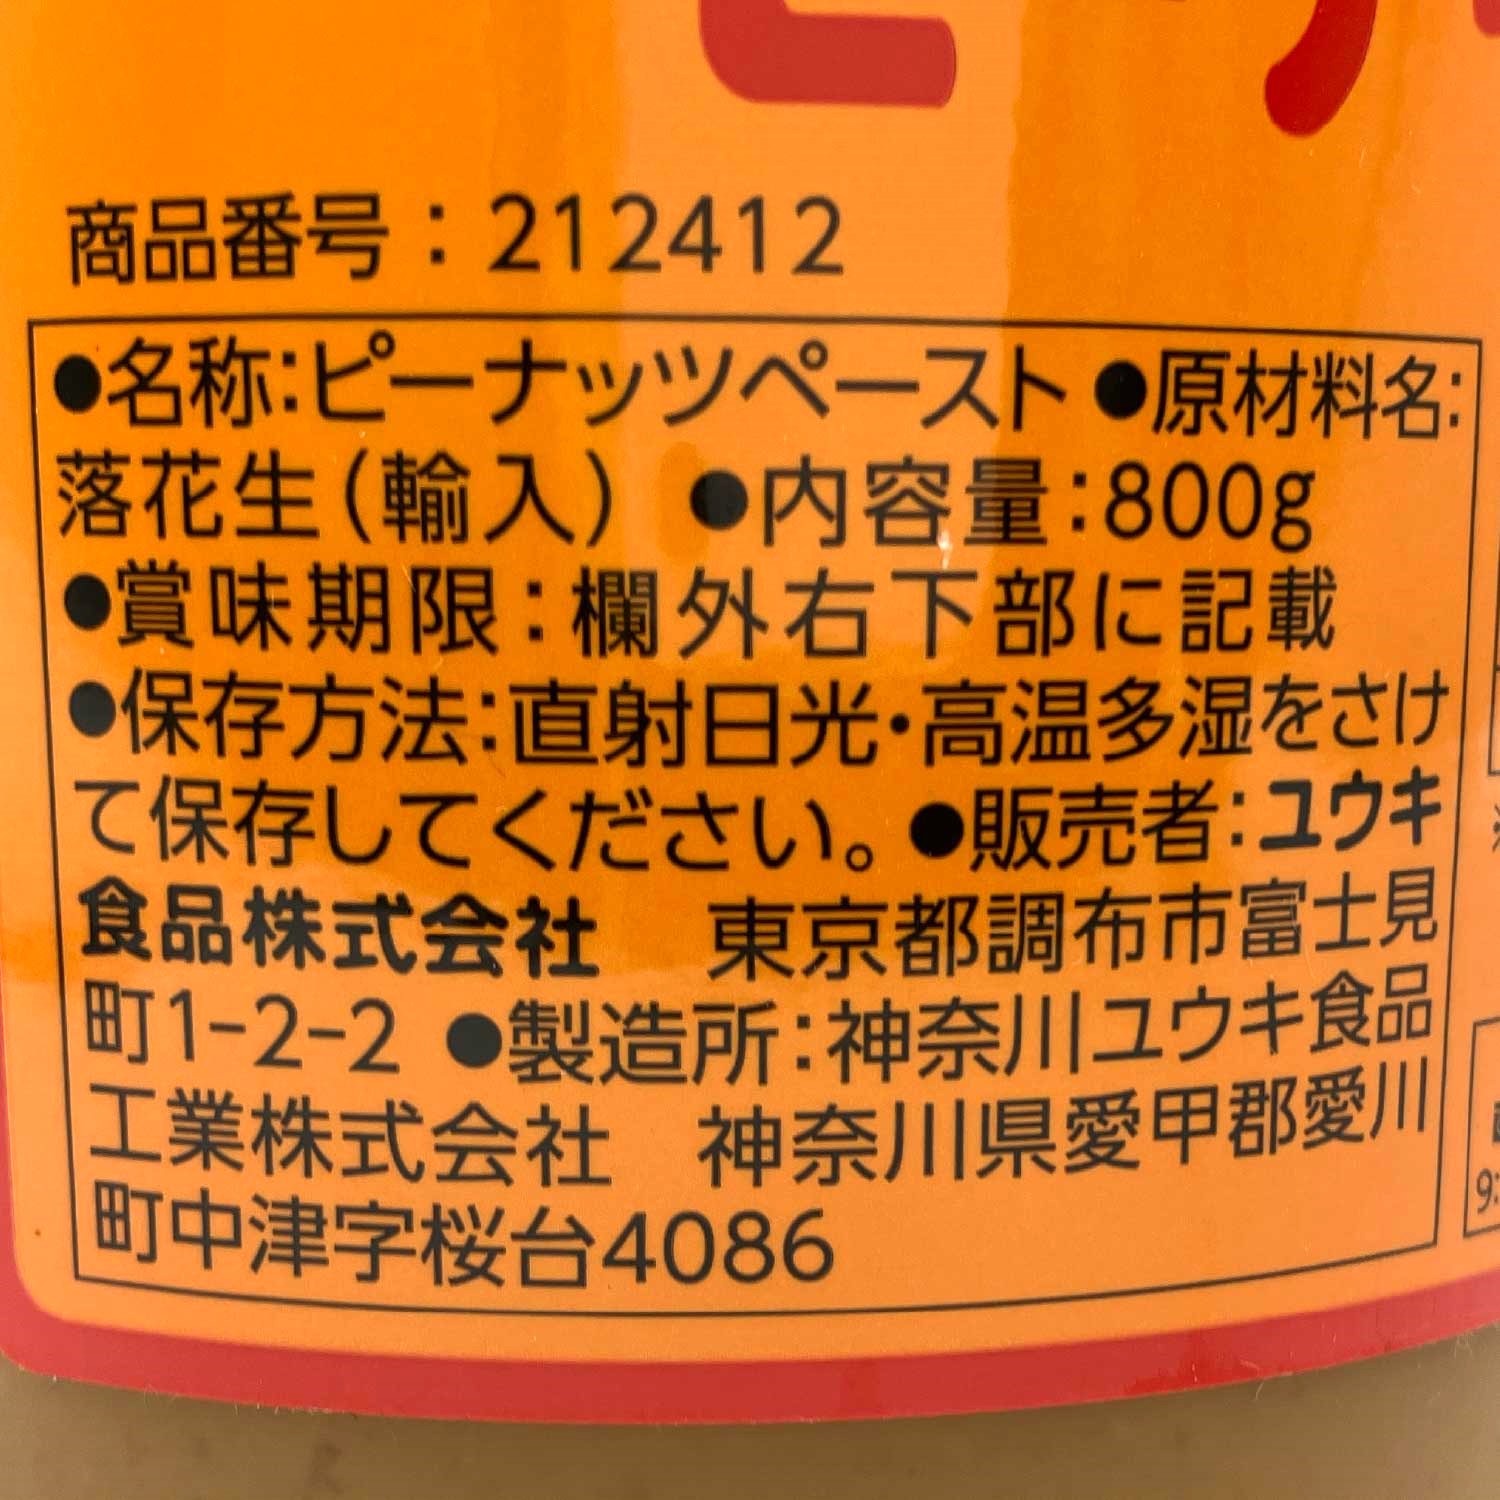 商品番号：212412
●名称：ピーナッツペースト ●原材料名：
落花生（輸入） ●内容量：800g
●賞味期限：欄外右下部に記載
●保存方法：直射日光・高温多湿をさけ
て保存してください。●販売者：ユウキ
食品株式会社　東京都調布市富士見
町1-2-2 ●製造所：神奈川ユウキ食品
工業株式会社　神奈川県愛甲郡愛川
町中津字桜台4086